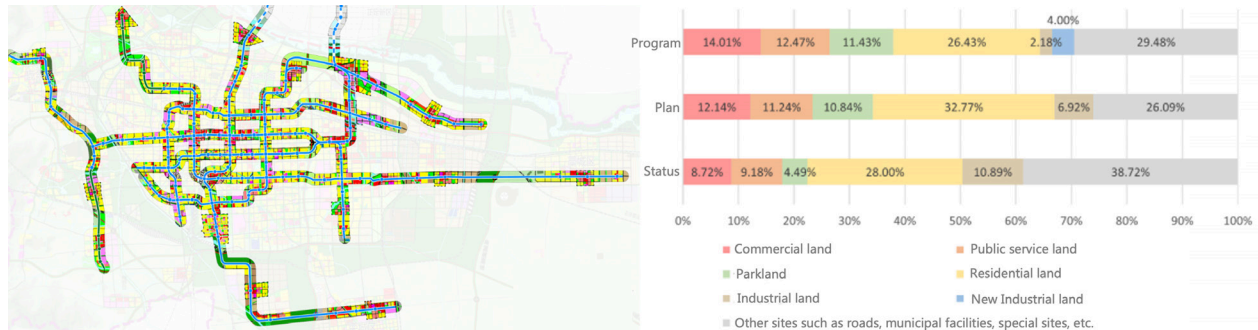 4.00%
Program 14.01% 12.47% 11.43% 26.43% 2.18% 29.48%
Plan 12.14% 11.24% 10.84% 32.77% 6.92% 26.09%
Status 8.72% 9.18% 4.49% 28.00% 10.89% 38.72%
0% 10% 20% 30% 40% 50% 60% 70% 80% 90% 100%
Commercial land Public service land
Parkland Residential land
Industrial land New Industrial land
Other sites such as roads, municipal facilities, special sites, etc.